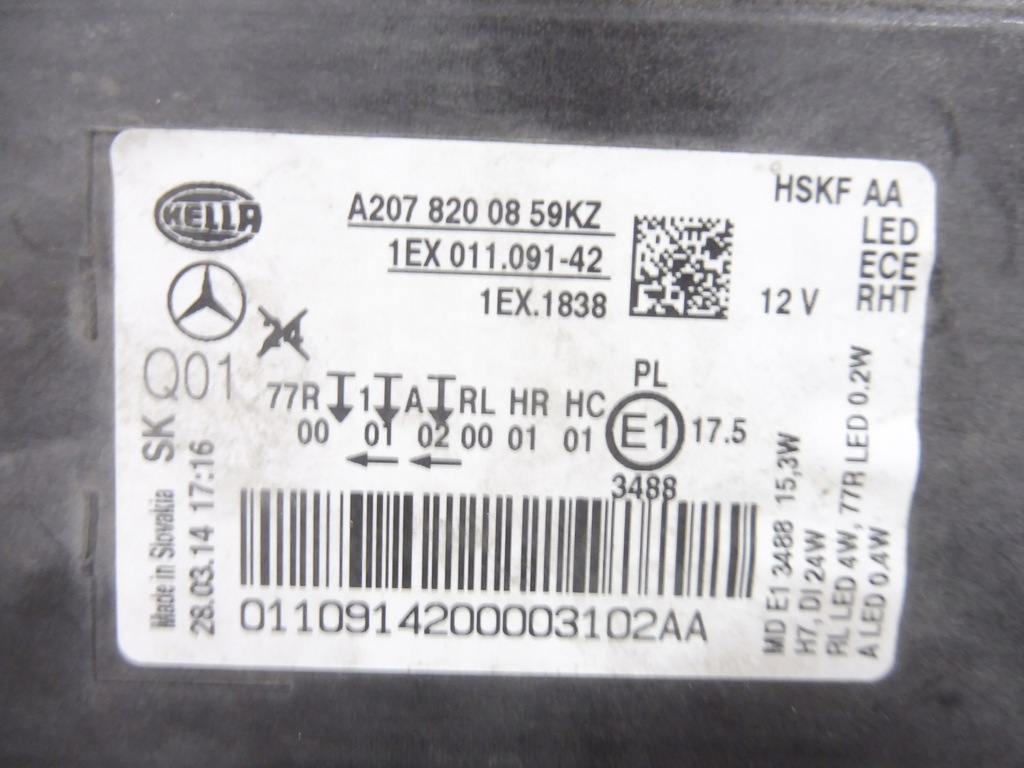 HELLA
A207 820 08 59KZ
1EX 011.091-42
1EX.1838
HSKF AA
LED
ECE
RHT
12 V
24
Q01
SK
77R 1 A RL HR HC
00 01 02 00 01 01
PL
E1
17.5
3488
Made in Slovakia
28.03.14 17:16
01109142000003102AA
MD E1 3488 15,3W
H7, DI 24W
RL LED 4W, 77R LED 0.2W
A LED 0,4W